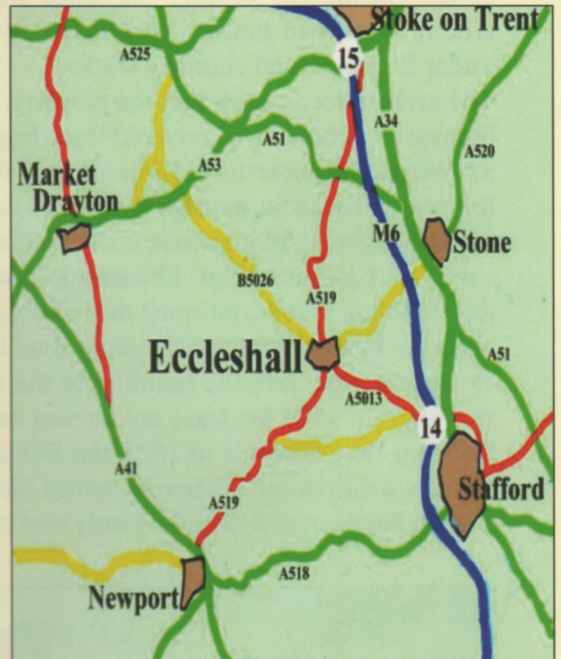 Stoke on Trent
A525
15
A34
A51
A520
A53
Market
Drayton
M6
Stone
B5026
A519
Eccleshall
A51
A5013
14
A41
Stafford
A519
A518
Newport